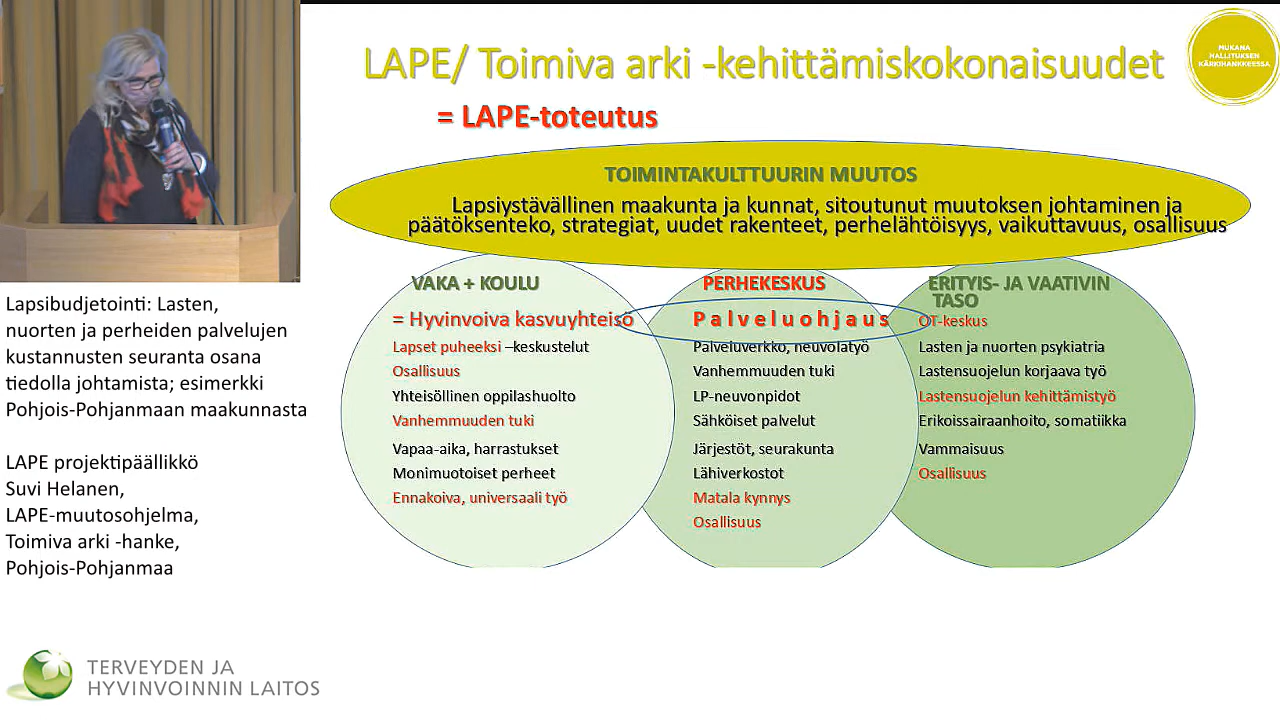 LAPE/ Toimiva arki -kehittämiskokonaisuudet
= LAPE-toteutus
MUKANA
HALLITUKSEN
KÄRKIHANKKEESSA
TOIMINTAKULTTUURIN MUUTOS
Lapsiystävällinen maakunta ja kunnat, sitoutunut muutoksen johtaminen ja
päätöksenteko, strategiat, uudet rakenteet, perhelähtöisyys, vaikuttavuus, osallisuus
VAKA + KOULU
= Hyvinvoiva kasvuyhteisö
Lapset puheeksi –keskustelut
Osallisuus
Yhteisöllinen oppilashuolto
Vanhemmuuden tuki
Vapaa-aika, harrastukset
Monimuotoiset perheet
Ennakoiva, universaali työ
PERHEKESKUS
Palveluohjaus
Palveluverkko, neuvolatyö
Vanhemmuuden tuki
LP-neuvonpidot
Sähköiset palvelut
Järjestöt, seurakunta
Lähiverkostot
Matala kynnys
Osallisuus
ERITYIS- JA VAATIVIN
TASO
OT-keskus
Lasten ja nuorten psykiatria
Lastensuojelun korjaava työ
Lastensuojelun kehittämistyö
Erikoissairaanhoito, somatiikka
Vammaisuus
Osallisuus
Lapsibudjetointi: Lasten,
nuorten ja perheiden palvelujen
kustannusten seuranta osana
tiedolla johtamista; esimerkki
Pohjois-Pohjanmaan maakunnasta
LAPE projektipäällikkö
Suvi Helanen,
LAPE-muutosohjelma,
Toimiva arki -hanke,
Pohjois-Pohjanmaa
TERVEYDEN JA
HYVINVOINNIN LAITOS